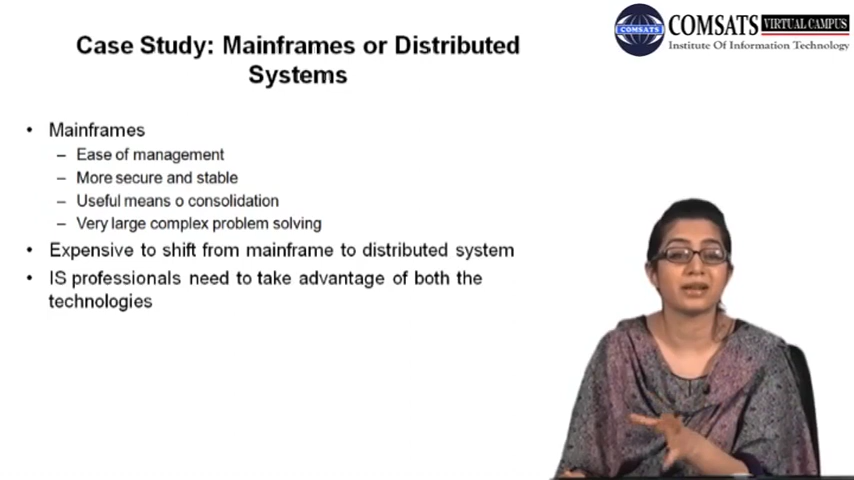 COMSATS VIRTUAL CAMPUS
Institute Of Information Technology
COMSATS
Case Study: Mainframes or Distributed
Systems
• Mainframes
– Ease of management
– More secure and stable
– Useful means o consolidation
– Very large complex problem solving
• Expensive to shift from mainframe to distributed system
• IS professionals need to take advantage of both the
technologies